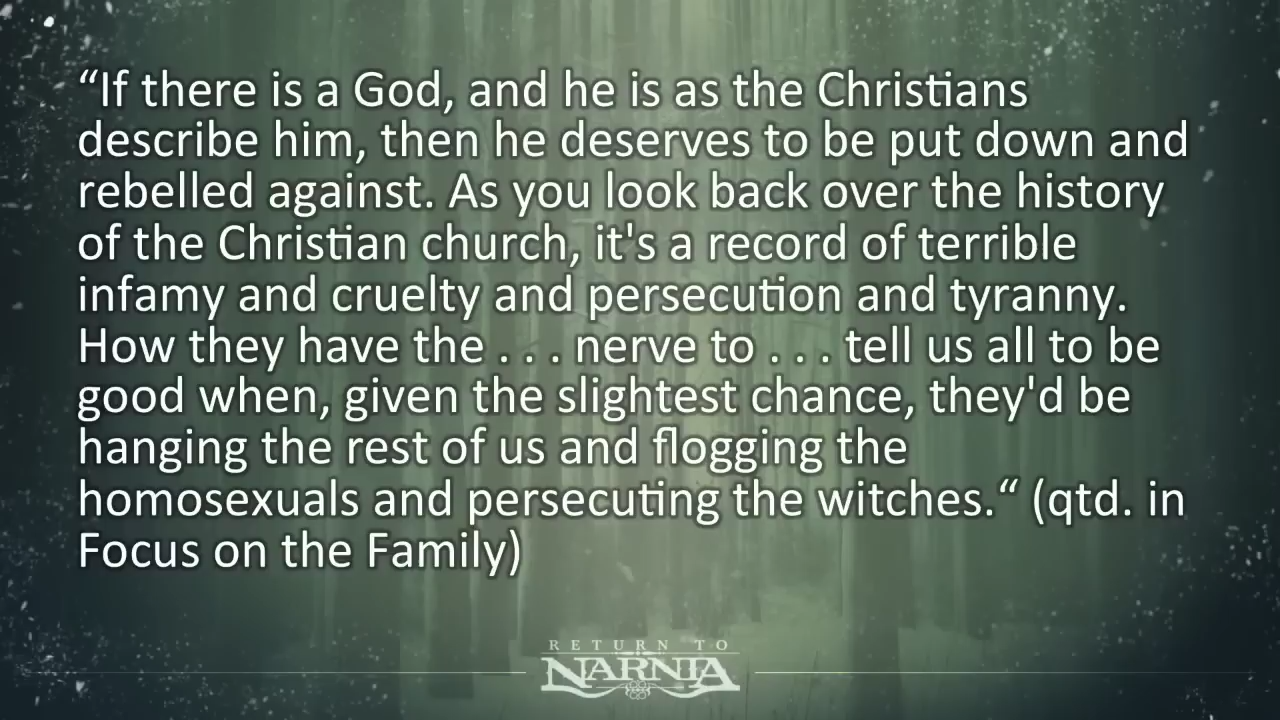 “If there is a God, and he is as the Christians
describe him, then he deserves to be put down and
rebelled against. As you look back over the history
of the Christian church, it's a record of terrible
infamy and cruelty and persecution and tyranny.
How they have the . . . nerve to . . . tell us all to be
good when, given the slightest chance, they'd be
hanging the rest of us and flogging the
homosexuals and persecuting the witches.“ (qtd. in
Focus on the Family)
RETURN TO
NARNIA